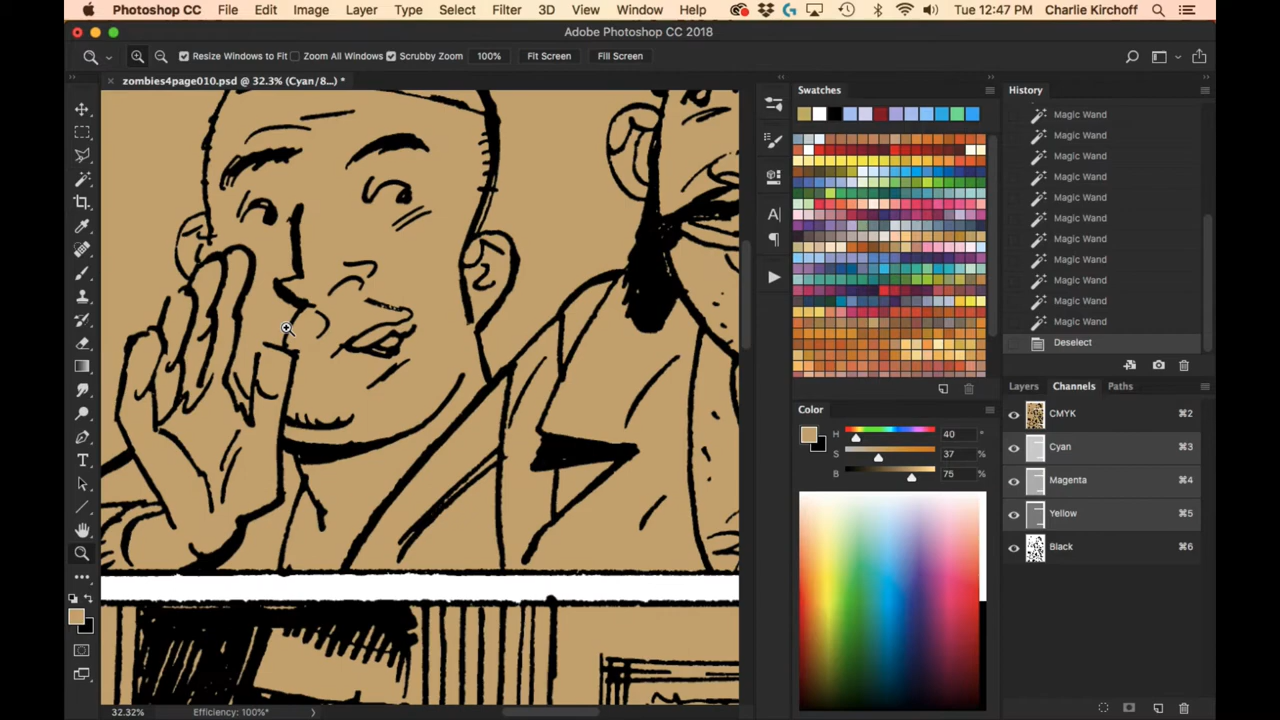 Photoshop CC File Edit Image Layer Type Select Filter 3D View Window Help Tue 12:47 PM Charlie Kirchoff
Adobe Photoshop CC 2018
Resize Windows to Fit Zoom All Windows Scrubby Zoom 100% Fit Screen Fill Screen
zombies4page010.psd @ 32.3% (Cyan/8...) *
Swatches
History
Magic Wand
Magic Wand
Magic Wand
Magic Wand
Magic Wand
Magic Wand
Magic Wand
Magic Wand
Magic Wand
Magic Wand
Magic Wand
Deselect
Layers Channels Paths
CMYK ⌘2
Cyan ⌘3
Magenta ⌘4
Yellow ⌘5
Black ⌘6
Color
H 40 °
S 37 %
B 75 %
32.32% Efficiency: 100%*